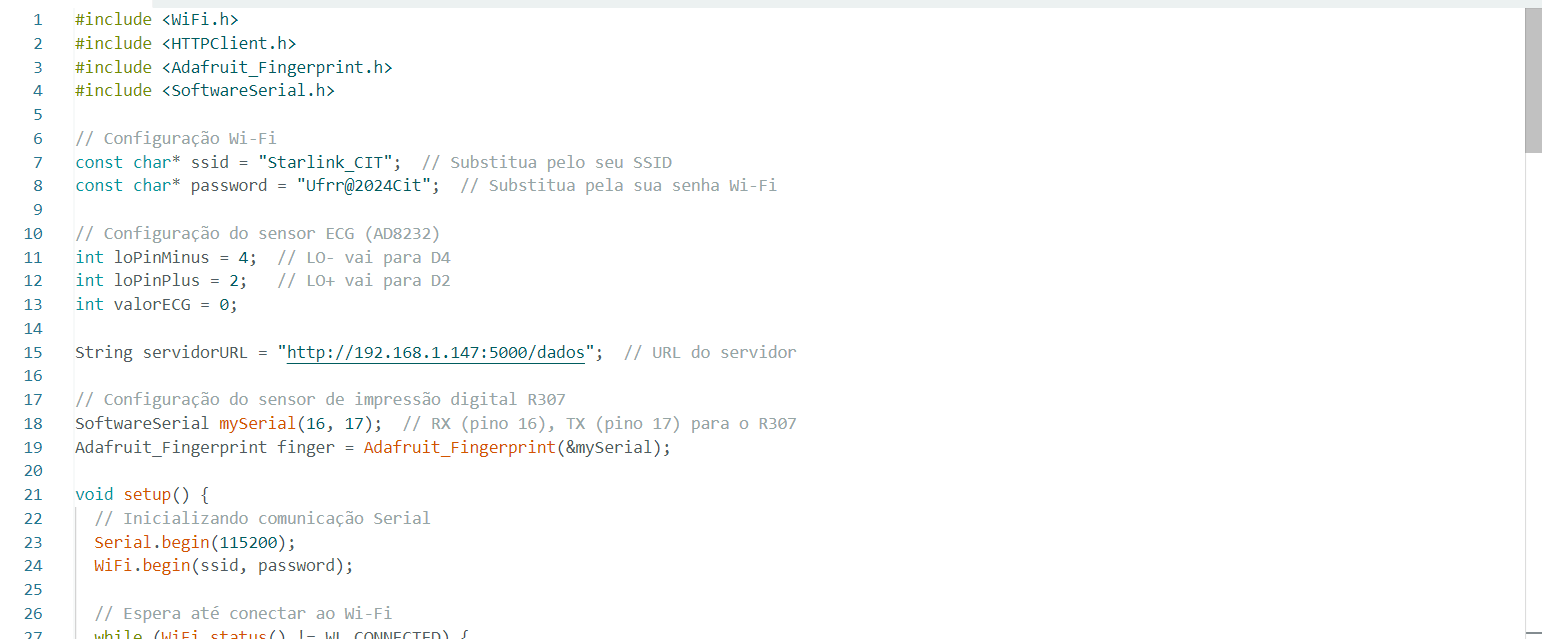 1 #include <WiFi.h>
2 #include <HTTPClient.h>
3 #include <Adafruit_Fingerprint.h>
4 #include <SoftwareSerial.h>
5
6 // Configuração Wi-Fi
7 const char* ssid = "Starlink_CIT";  // Substitua pelo seu SSID
8 const char* password = "Ufrr@2024Cit";  // Substitua pela sua senha Wi-Fi
9
10 // Configuração do sensor ECG (AD8232)
11 int loPinMinus = 4;  // LO- vai para D4
12 int loPinPlus = 2;   // LO+ vai para D2
13 int valorECG = 0;
14
15 String servidorURL = "http://192.168.1.147:5000/dados";  // URL do servidor
16
17 // Configuração do sensor de impressão digital R307
18 SoftwareSerial mySerial(16, 17);  // RX (pino 16), TX (pino 17) para o R307
19 Adafruit_Fingerprint finger = Adafruit_Fingerprint(&mySerial);
20
21 void setup() {
22   // Inicializando comunicação Serial
23   Serial.begin(115200);
24   WiFi.begin(ssid, password);
25
26   // Espera até conectar ao Wi-Fi
27   while (WiFi.status() != WL_CONNECTED) {